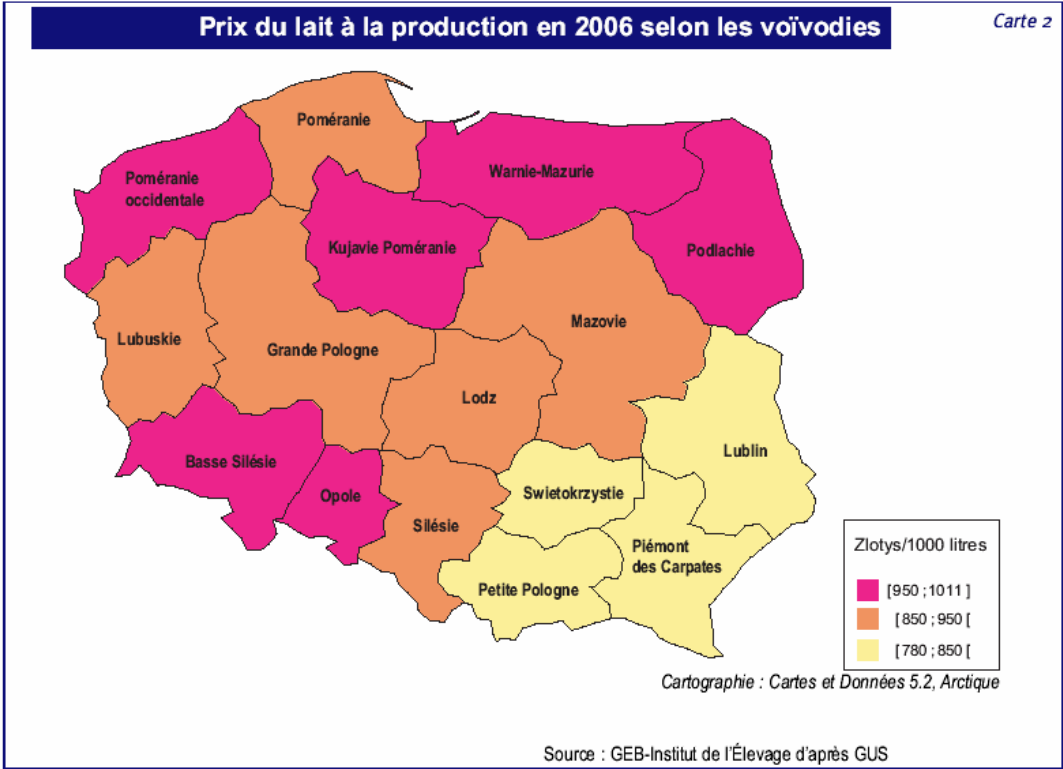 Prix du lait à la production en 2006 selon les voïvodies
Carte 2
Poméranie
Poméranie
occidentale
Warnie-Mazurie
Kujavie Poméranie
Podlachie
Lubuskie
Grande Pologne
Mazovie
Lodz
Lublin
Basse Silésie
Opole
Silésie
Swietokrzystie
Piémont
des Carpates
Petite Pologne
Zlotys/1000 litres
[950 ; 1011 ]
[ 850 ; 950 [
[ 780 ; 850 [
Cartographie : Cartes et Données 5.2, Arctique
Source : GEB-Institut de l'Élevage d'après GUS